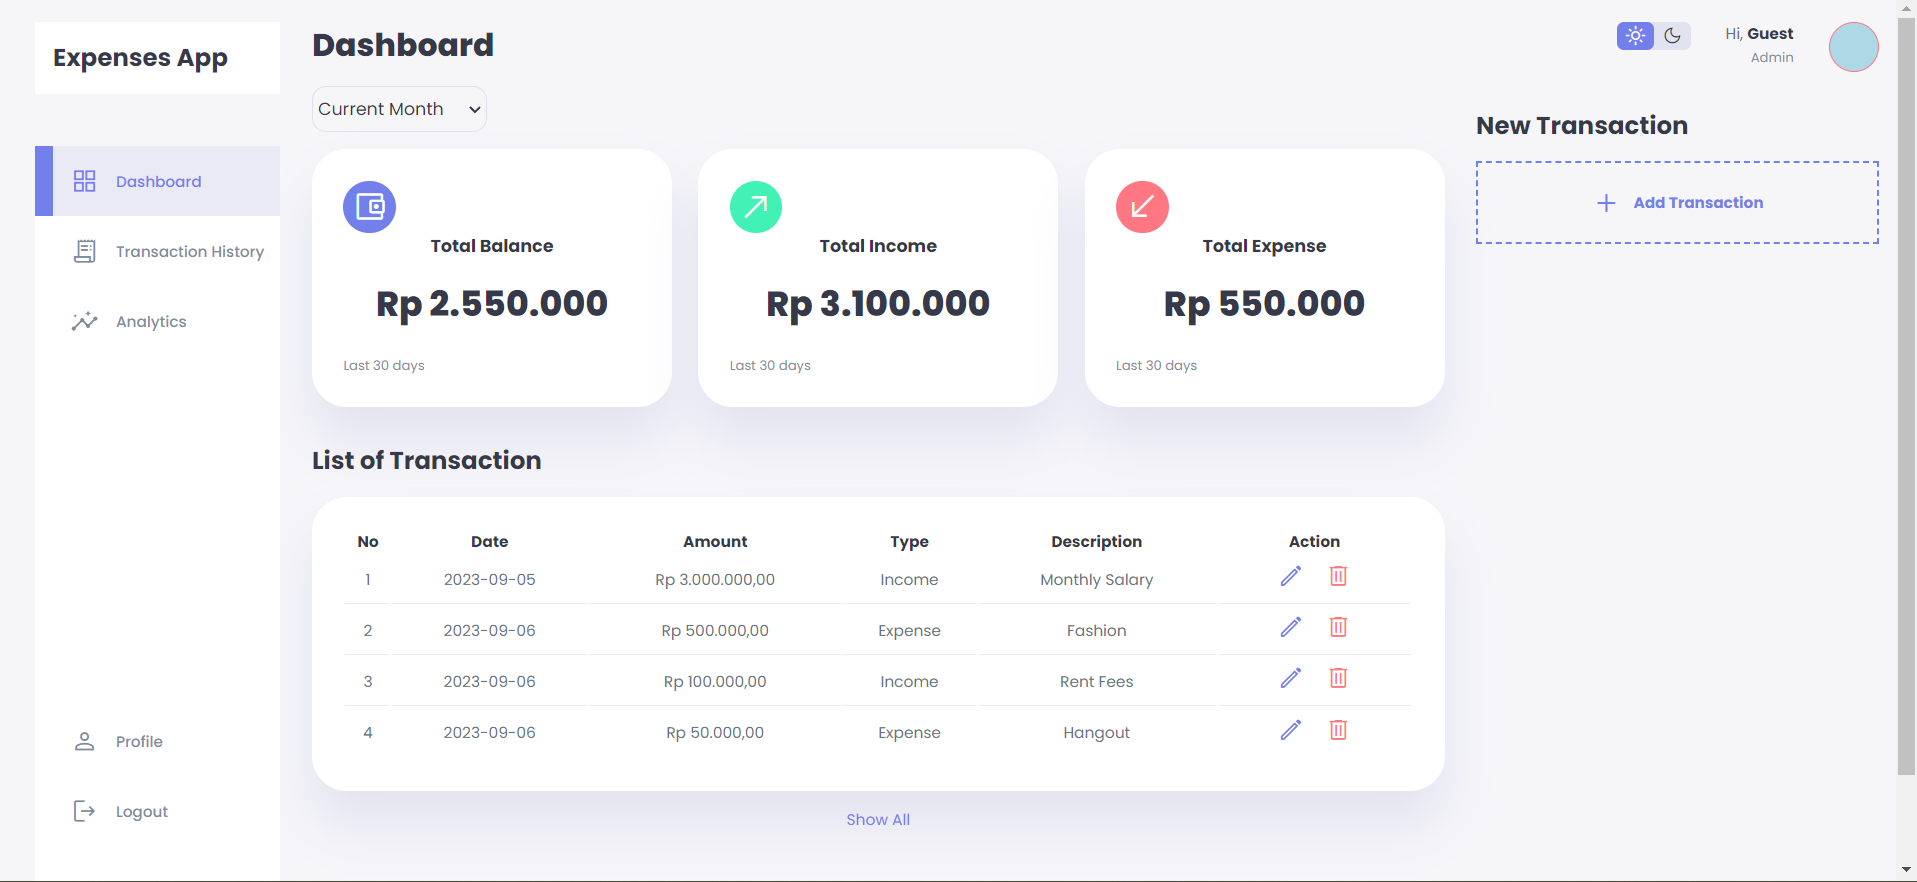 Expenses App
Dashboard
Transaction History
Analytics
Profile
Logout
Dashboard
Current Month
Total Balance
Rp 2.550.000
Last 30 days
Total Income
Rp 3.100.000
Last 30 days
Total Expense
Rp 550.000
Last 30 days
List of Transaction
No Date Amount Type Description Action
1 2023-09-05 Rp 3.000.000,00 Income Monthly Salary
2 2023-09-06 Rp 500.000,00 Expense Fashion
3 2023-09-06 Rp 100.000,00 Income Rent Fees
4 2023-09-06 Rp 50.000,00 Expense Hangout
Show All
Hi, Guest
Admin
New Transaction
Add Transaction